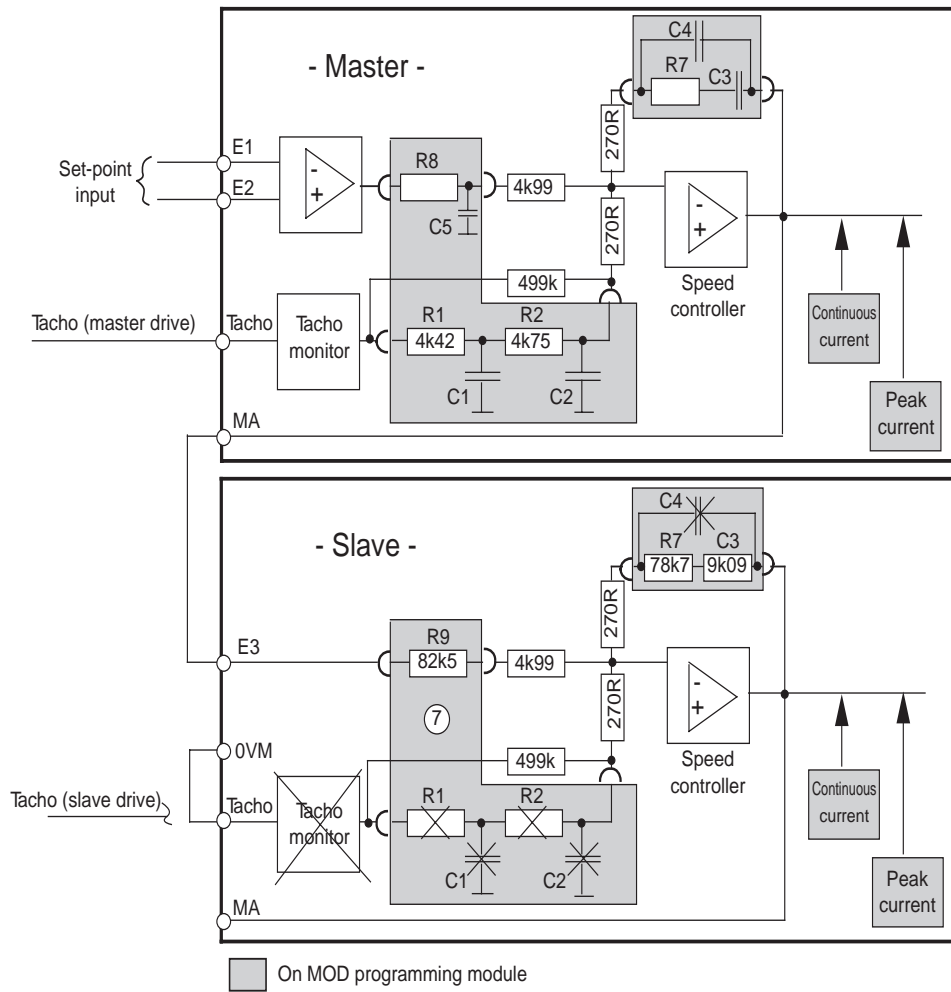 - Master -
C4
R7
C3
270R
E1
Set-point
input
E2
-
+
R8
C5
4k99
270R
-
+
Speed
controller
499k
Tacho (master drive)
Tacho
Tacho
monitor
R1
4k42
R2
4k75
C1
C2
Continuous
current
Peak
current
MA
- Slave -
C4
R7
C3
78k7
9k09
270R
E3
R9
82k5
4k99
270R
7
-
+
Speed
controller
0VM
499k
Tacho (slave drive)
Tacho
Tacho
monitor
R1
R2
C1
C2
Continuous
current
Peak
current
MA
On MOD programming module